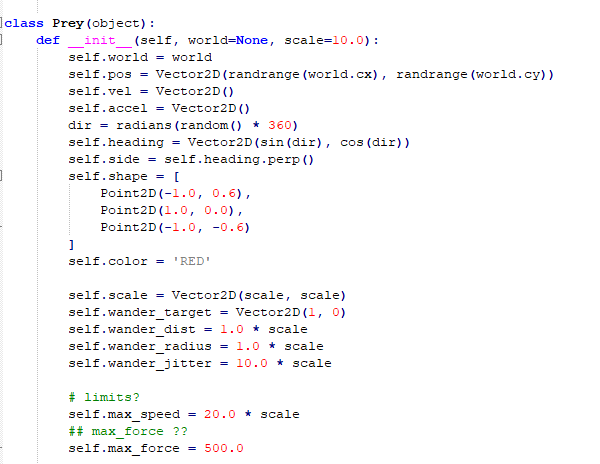 class Prey(object):
    def __init__(self, world=None, scale=10.0):
        self.world = world
        self.pos = Vector2D(randrange(world.cx), randrange(world.cy))
        self.vel = Vector2D()
        self.accel = Vector2D()
        dir = radians(random() * 360)
        self.heading = Vector2D(sin(dir), cos(dir))
        self.side = self.heading.perp()
        self.shape = [
            Point2D(-1.0, 0.6),
            Point2D(1.0, 0.0),
            Point2D(-1.0, -0.6)
        ]
        self.color = 'RED'

        self.scale = Vector2D(scale, scale)
        self.wander_target = Vector2D(1, 0)
        self.wander_dist = 1.0 * scale
        self.wander_radius = 1.0 * scale
        self.wander_jitter = 10.0 * scale

        # limits?
        self.max_speed = 20.0 * scale
        ## max_force ??
        self.max_force = 500.0